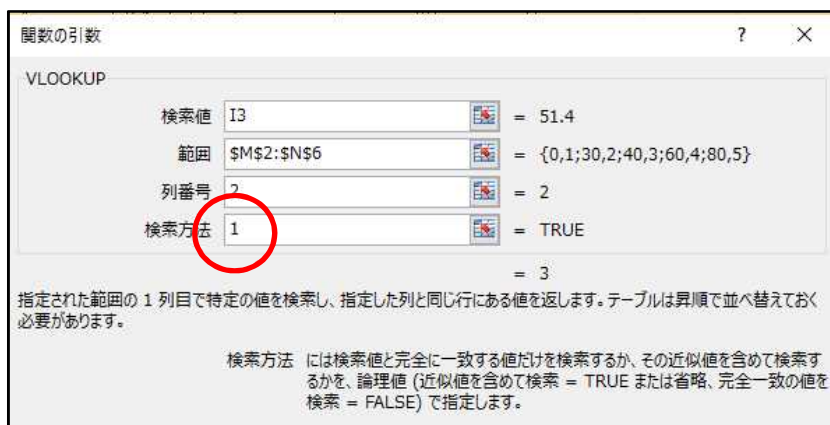 関数の引数 ? ×
VLOOKUP
検索値 I3 = 51.4
範囲 $M$2:$N$6 = {0,1;30,2;40,3;60,4;80,5}
列番号 2 = 2
検索方法 1 = TRUE
= 3
指定された範囲の 1 列目で特定の値を検索し、指定した列と同じ行にある値を返します。テーブルは昇順で並べ替えておく
必要があります。
検索方法 には検索値と完全に一致する値だけを検索するか、その近似値を含めて検索す
るかを、論理値 (近似値を含めて検索 = TRUE または省略、完全一致の値を
検索 = FALSE) で指定します。